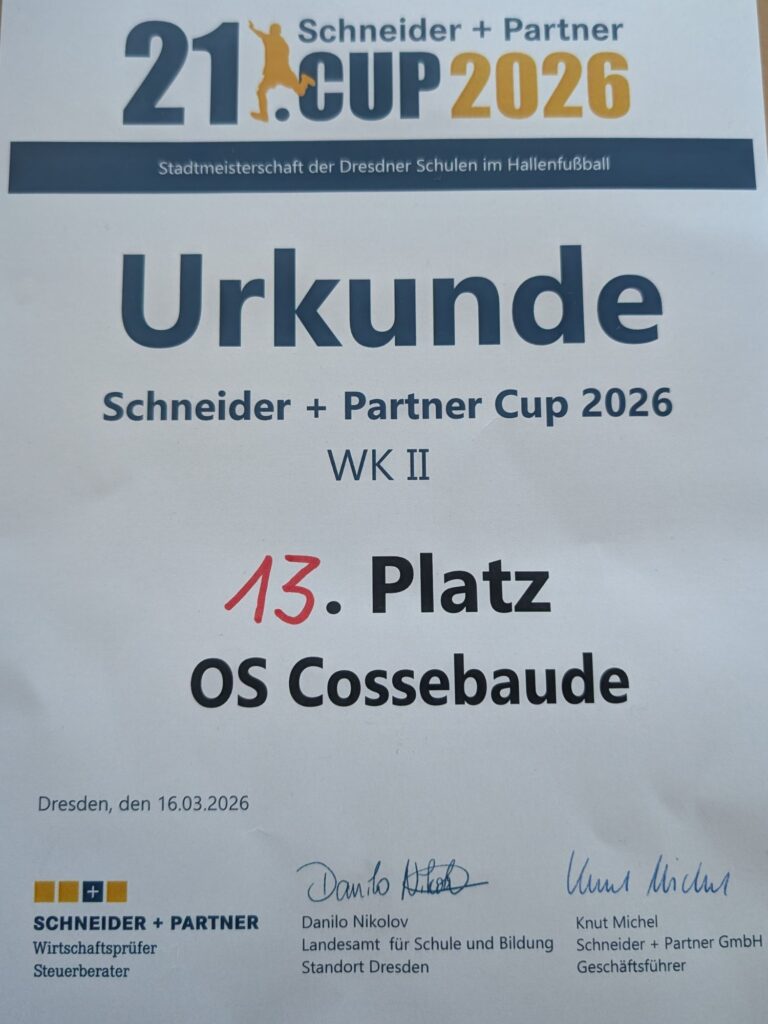 21. Schneider + Partner
CUP 2026
Stadtmeisterschaft der Dresdner Schulen im Hallenfußball
Urkunde
Schneider + Partner Cup 2026
WK II
13. Platz
OS Cossebaude
Dresden, den 16.03.2026
+
SCHNEIDER + PARTNER
Wirtschaftsprüfer
Steuerberater
Danilo Nikolov
Danilo Nikolov
Landesamt für Schule und Bildung
Standort Dresden
Knut Michel
Knut Michel
Schneider + Partner GmbH
Geschäftsführer